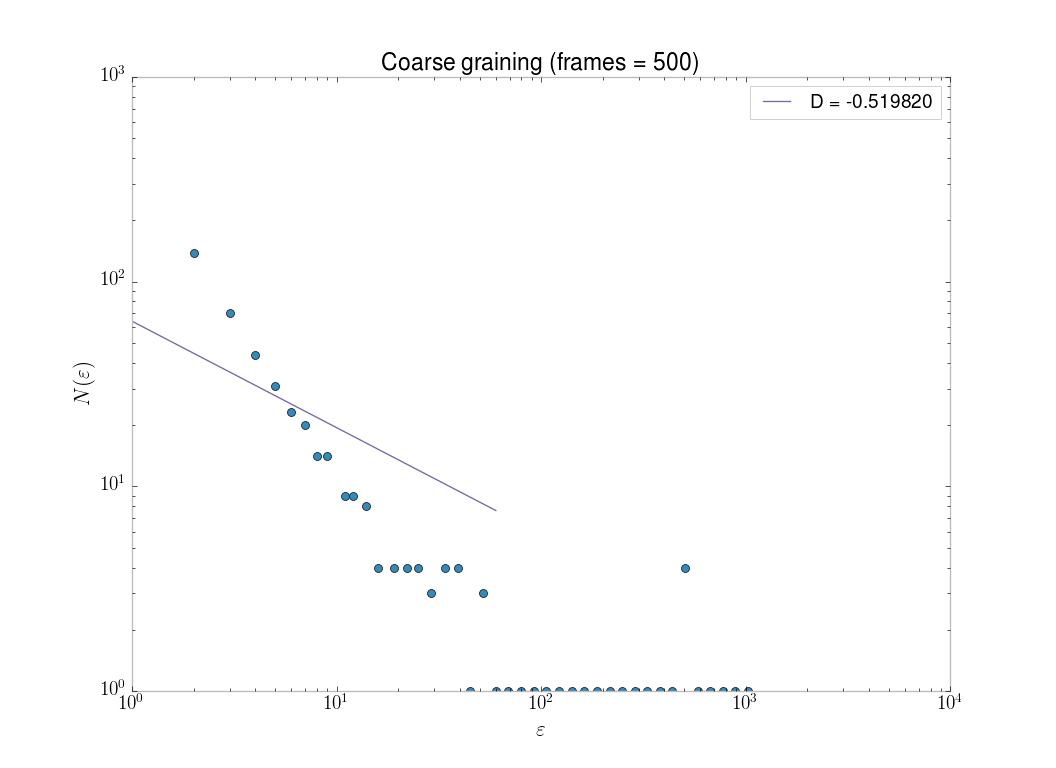 Coarse graining (frames = 500)
D = -0.519820
10³
10²
10¹
10⁰
N(ε)
10⁰ 10¹ 10² 10³ 10⁴
ε